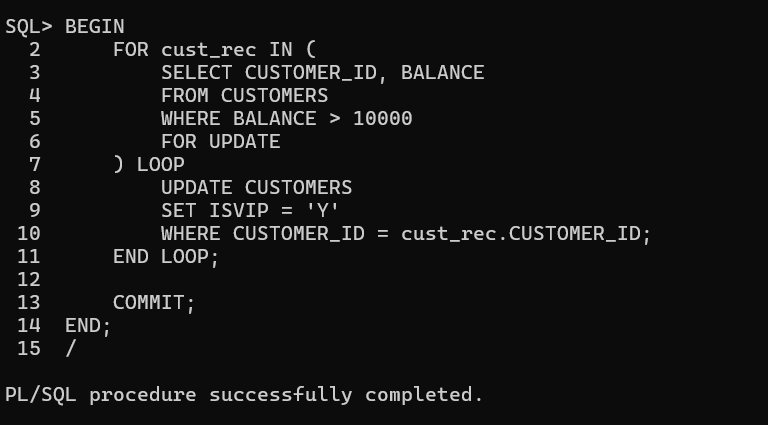 SQL> BEGIN
  2      FOR cust_rec IN (
  3          SELECT CUSTOMER_ID, BALANCE
  4          FROM CUSTOMERS
  5          WHERE BALANCE > 10000
  6          FOR UPDATE
  7      ) LOOP
  8          UPDATE CUSTOMERS
  9          SET ISVIP = 'Y'
 10          WHERE CUSTOMER_ID = cust_rec.CUSTOMER_ID;
 11      END LOOP;
 12
 13      COMMIT;
 14  END;
 15  /
PL/SQL procedure successfully completed.